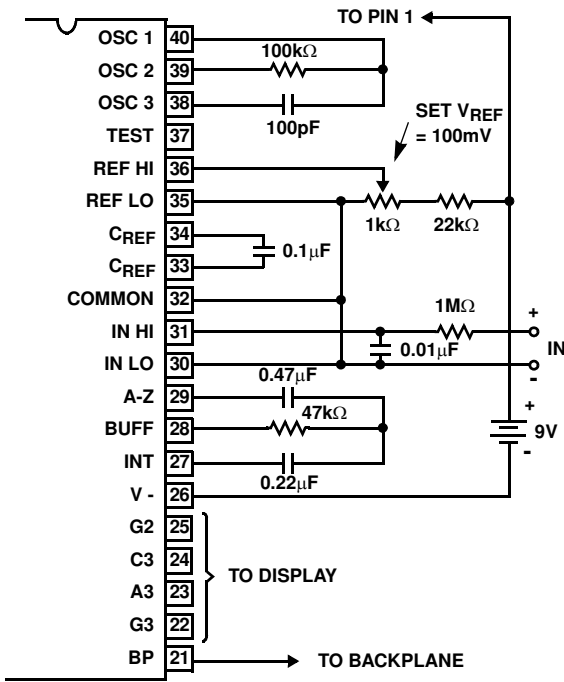 TO PIN 1
OSC 1 40
100kΩ
OSC 2 39
OSC 3 38
100pF
SET VREF
= 100mV
TEST 37
REF HI 36
REF LO 35
1kΩ 22kΩ
CREF 34
0.1µF
CREF 33
COMMON 32
1MΩ
+
IN HI 31
0.01µF
IN
IN LO 30
-
0.47µF
A-Z 29
47kΩ
+
BUFF 28
9V
-
INT 27
0.22µF
V - 26
G2 25
C3 24
TO DISPLAY
A3 23
G3 22
BP 21
TO BACKPLANE